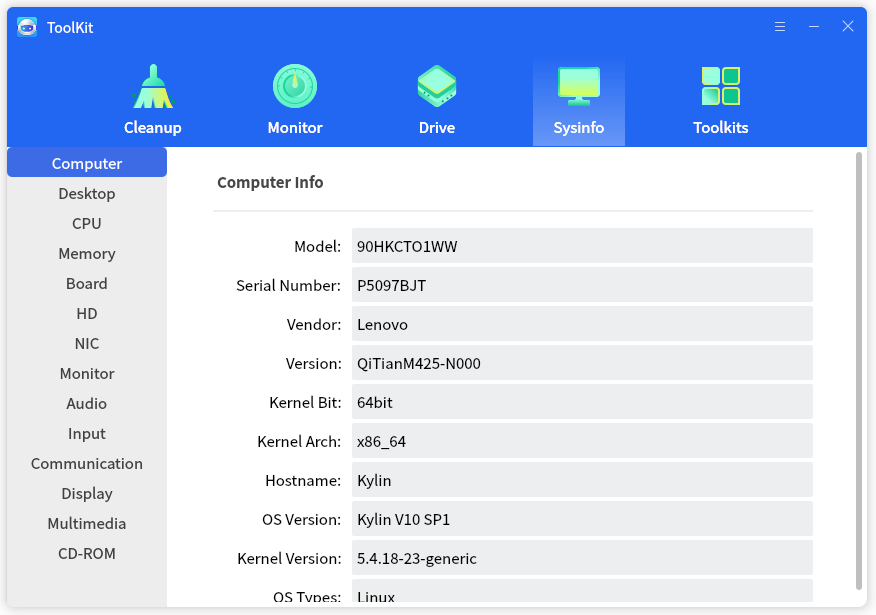 ToolKit
Cleanup
Monitor
Drive
Sysinfo
Toolkits
Computer
Desktop
CPU
Memory
Board
HD
NIC
Monitor
Audio
Input
Communication
Display
Multimedia
CD-ROM
Computer Info
Model: 90HKCTO1WW
Serial Number: P5097BJT
Vendor: Lenovo
Version: QiTianM425-N000
Kernel Bit: 64bit
Kernel Arch: x86_64
Hostname: Kylin
OS Version: Kylin V10 SP1
Kernel Version: 5.4.18-23-generic
OS Types: Linux